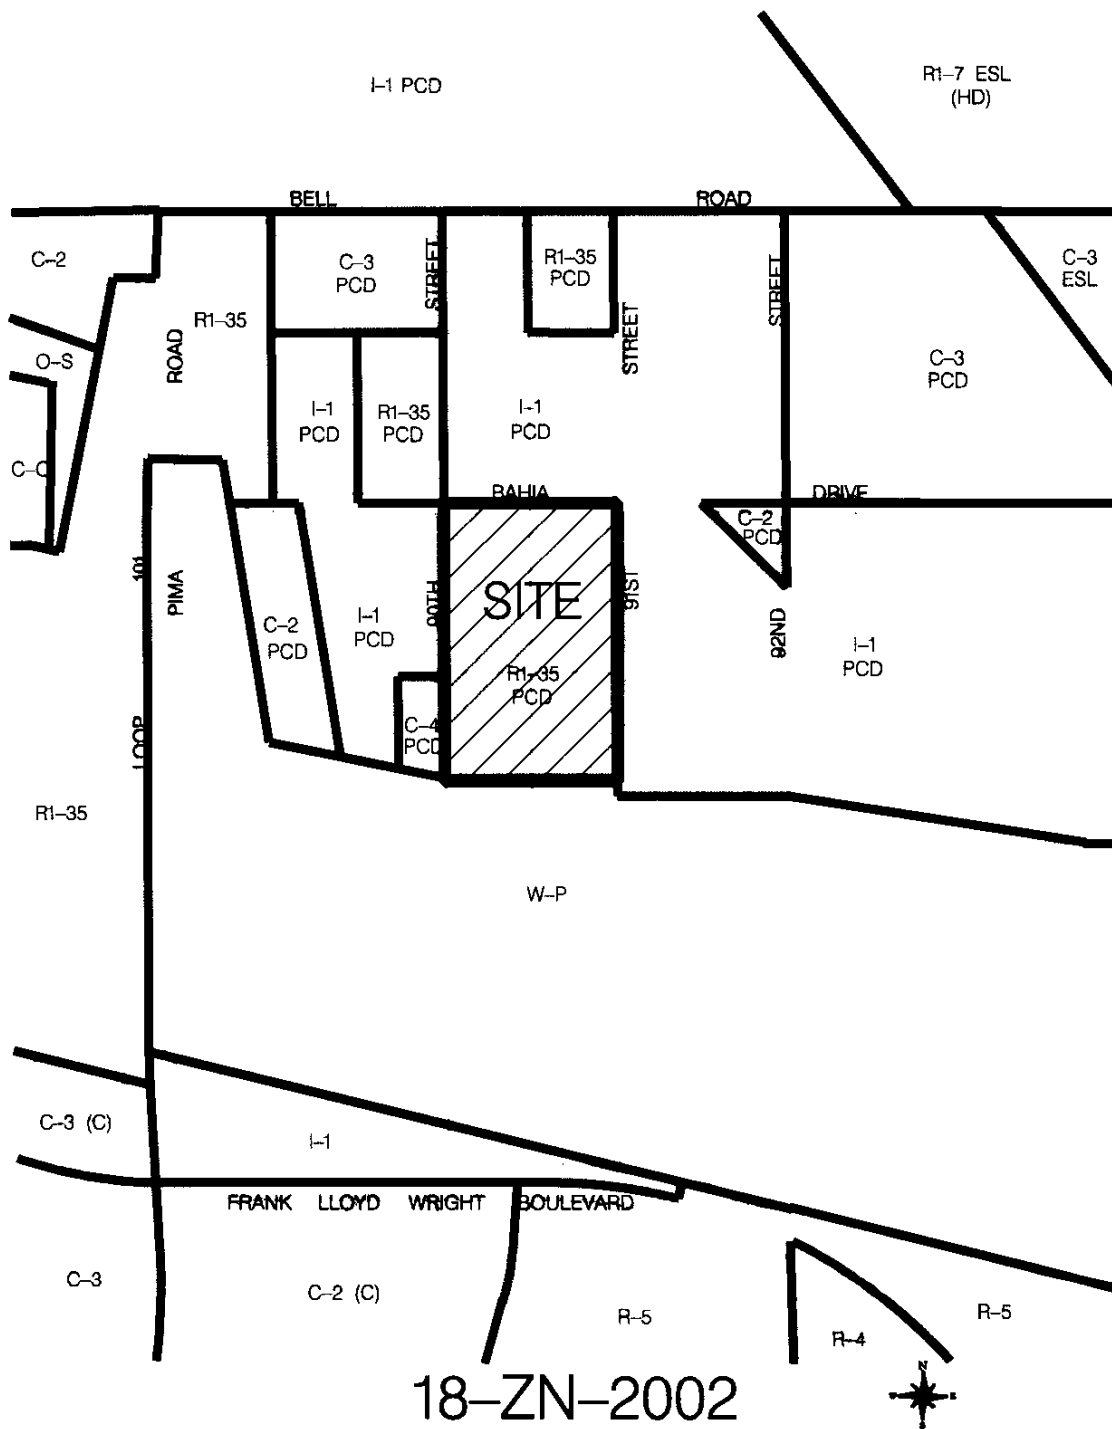 I-1 PCD
R1-7 ESL
(HD)
BELL ROAD
C-2
C-3
PCD
STREET
R1-35
PCD
STREET
C-3
ESL
R1-35
ROAD
STREET
O-S
C-3
PCD
I-1
PCD
R1-35
PCD
I-1
PCD
BAHIA DRIVE
C-2
PCD
101
PIMA
90TH
SITE
91ST
92ND
C-2
PCD
I-1
PCD
I-1
PCD
R1-35
PCD
C-4
PCD
LOOP
R1-35
W-P
C-3 (C)
I-1
FRANK LLOYD WRIGHT BOULEVARD
C-3
C-2 (C)
R-5
R-4
R-5
18-ZN-2002
N
E
S